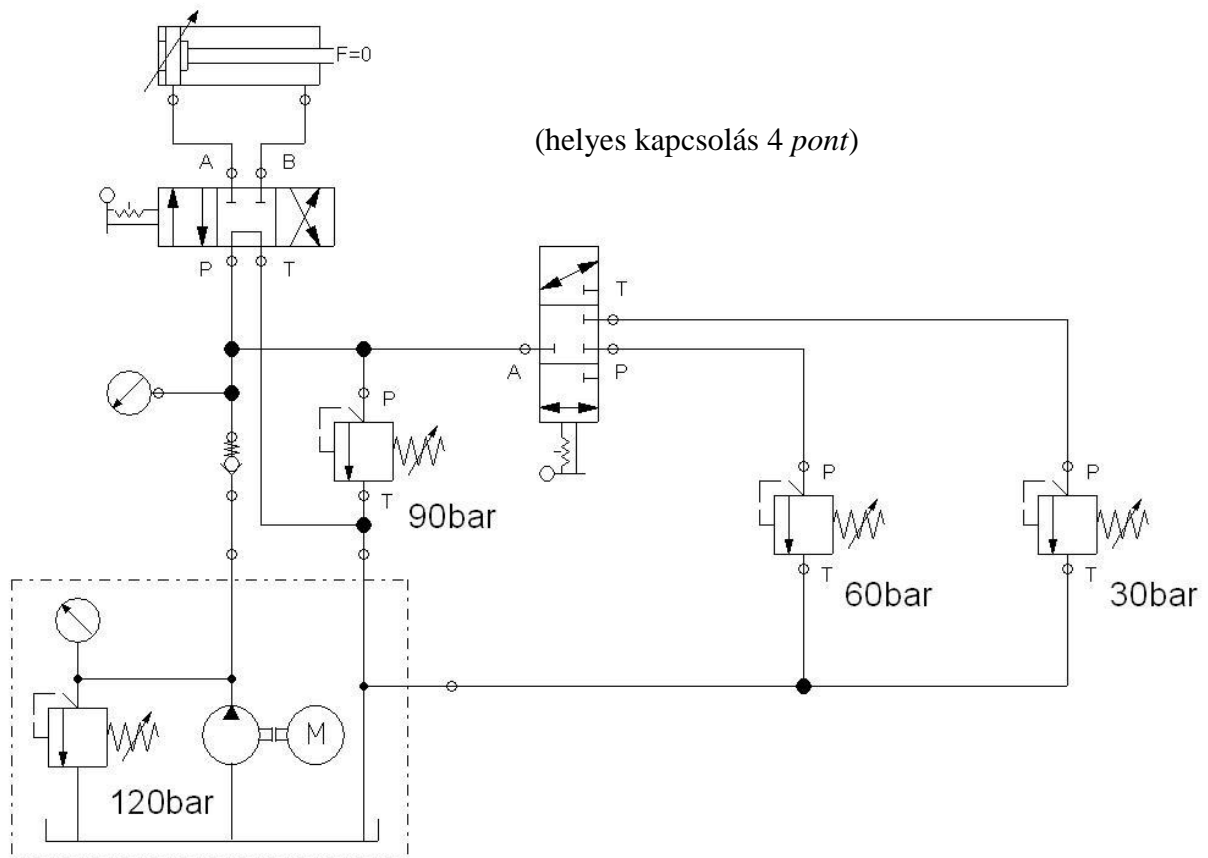 F=0
(helyes kapcsolás 4 pont)
A B
P T
T
A P
P
T
90bar
P
T
60bar
P
T
30bar
M
120bar